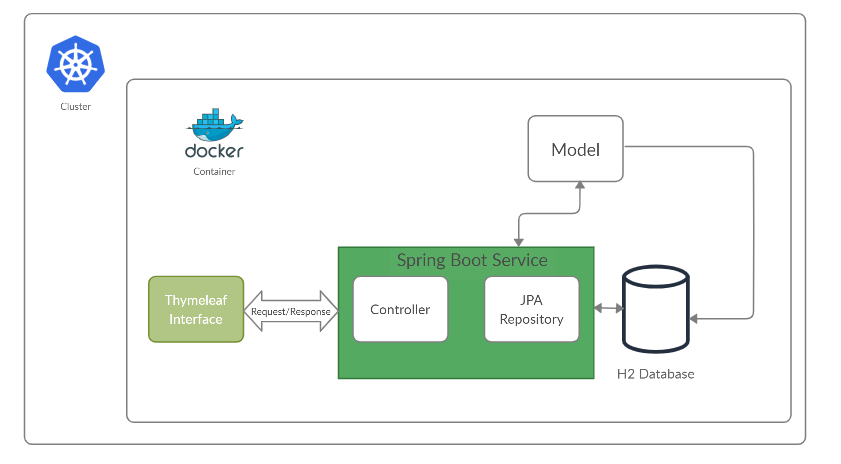 Cluster
docker
Container
Model
Spring Boot Service
Thymeleaf
Interface
Request/Response
Controller
JPA
Repository
H2 Database